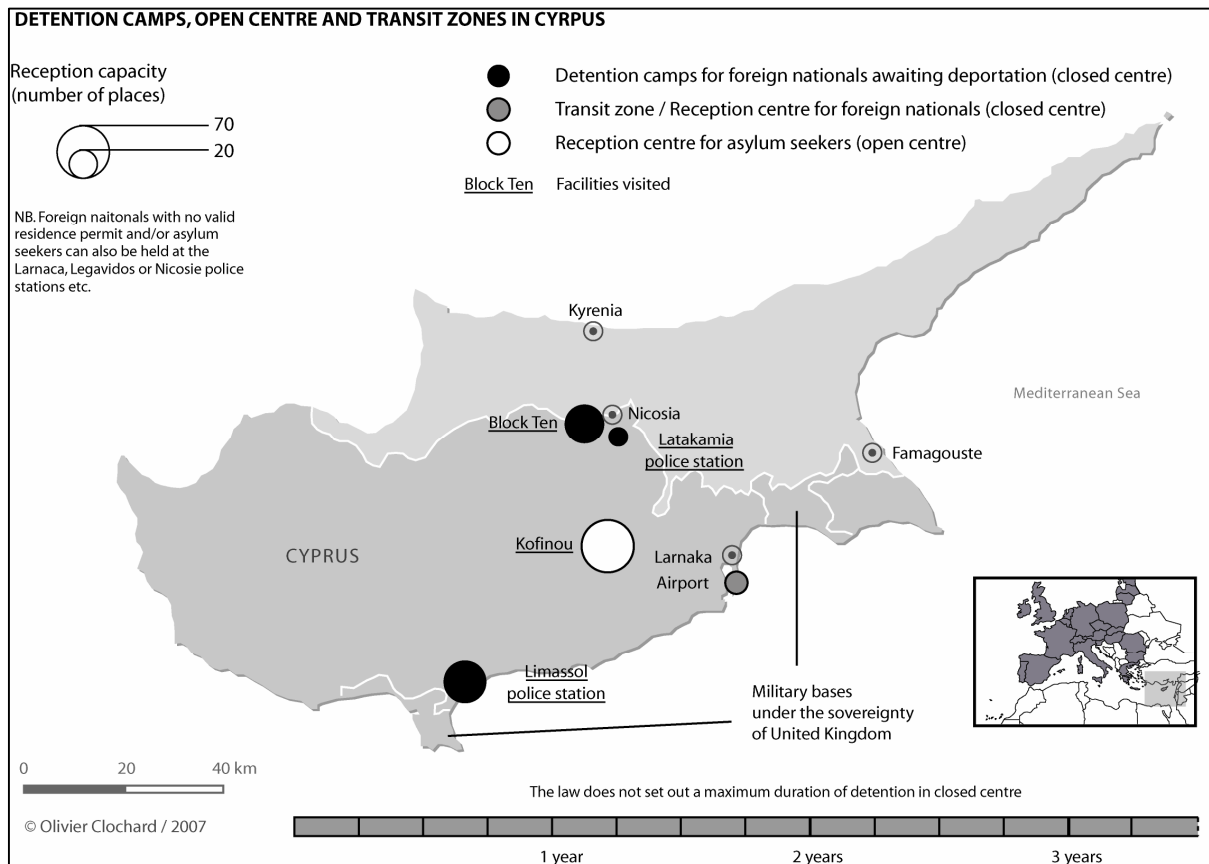 DETENTION CAMPS, OPEN CENTRE AND TRANSIT ZONES IN CYRPUS
Reception capacity
(number of places)
70
20
NB. Foreign naitonals with no valid
residence permit and/or asylum
seekers can also be held at the
Larnaca, Legavidos or Nicosie police
stations etc.
Detention camps for foreign nationals awaiting deportation (closed centre)
Transit zone / Reception centre for foreign nationals (closed centre)
Reception centre for asylum seekers (open centre)
Block Ten Facilities visited
Kyrenia
Mediterranean Sea
Nicosia
Block Ten
Latakamia
police station
Famagouste
Kofinou
CYPRUS
Larnaka
Airport
Limassol
police station
Military bases
under the sovereignty
of United Kingdom
0 20 40 km
© Olivier Clochard / 2007
The law does not set out a maximum duration of detention in closed centre
1 year 2 years 3 years